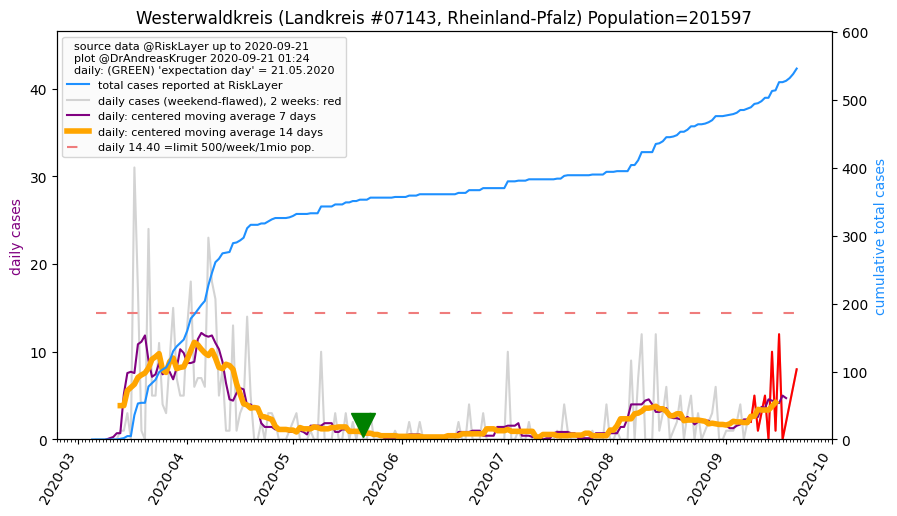 Westerwaldkreis (Landkreis #07143, Rheinland-Pfalz) Population=201597
source data @RiskLayer up to 2020-09-21
plot @DrAndreasKruger 2020-09-21 01:24
daily: (GREEN) 'expectation day' = 21.05.2020
total cases reported at RiskLayer
daily cases (weekend-flawed), 2 weeks: red
daily: centered moving average 7 days
daily: centered moving average 14 days
daily 14.40 =limit 500/week/1mio pop.
daily cases
40
30
20
10
0
cumulative total cases
600
500
400
300
200
100
0
2020-03
2020-04
2020-05
2020-06
2020-07
2020-08
2020-09
2020-10